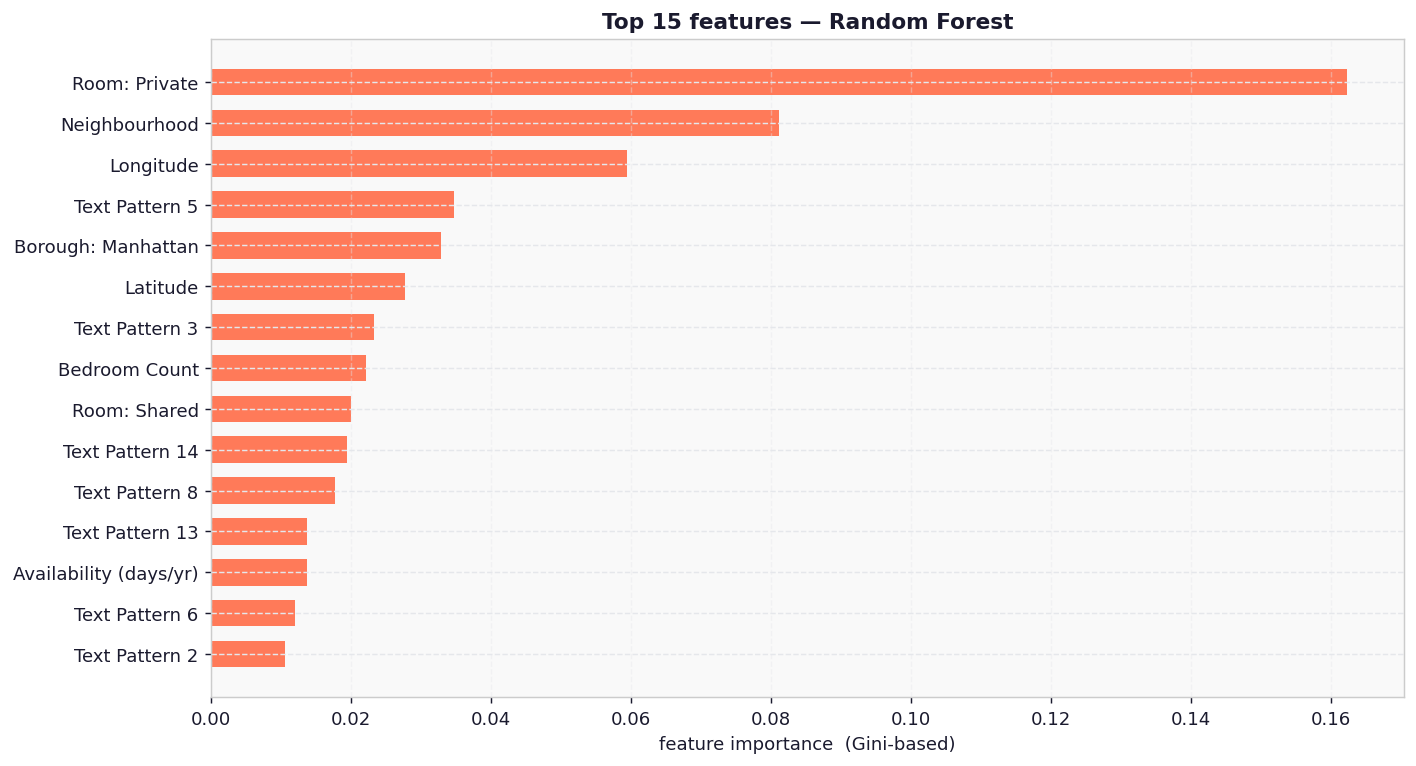 Top 15 features — Random Forest
Room: Private
Neighbourhood
Longitude
Text Pattern 5
Borough: Manhattan
Latitude
Text Pattern 3
Bedroom Count
Room: Shared
Text Pattern 14
Text Pattern 8
Text Pattern 13
Availability (days/yr)
Text Pattern 6
Text Pattern 2
0.00 0.02 0.04 0.06 0.08 0.10 0.12 0.14 0.16
feature importance  (Gini-based)